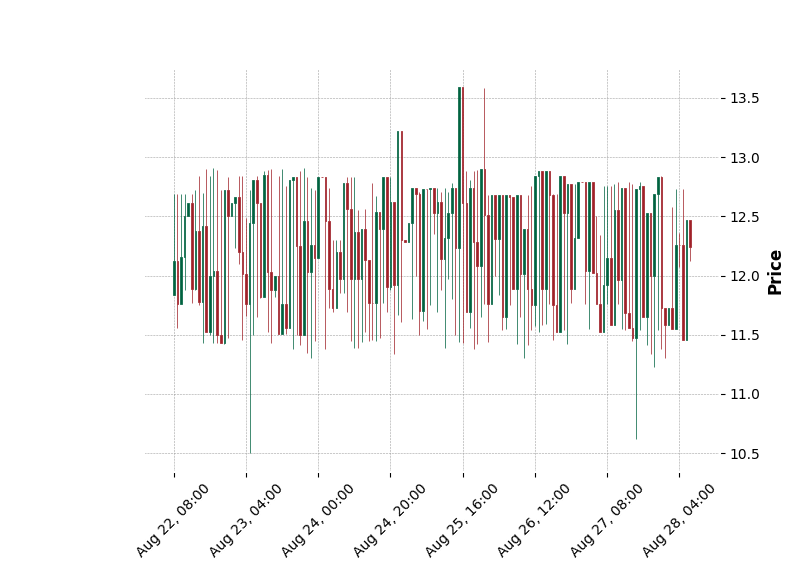 13.5
13.0
12.5
12.0
11.5
11.0
10.5
Price
Aug 22, 08:00
Aug 23, 04:00
Aug 24, 00:00
Aug 24, 20:00
Aug 25, 16:00
Aug 26, 12:00
Aug 27, 08:00
Aug 28, 04:00